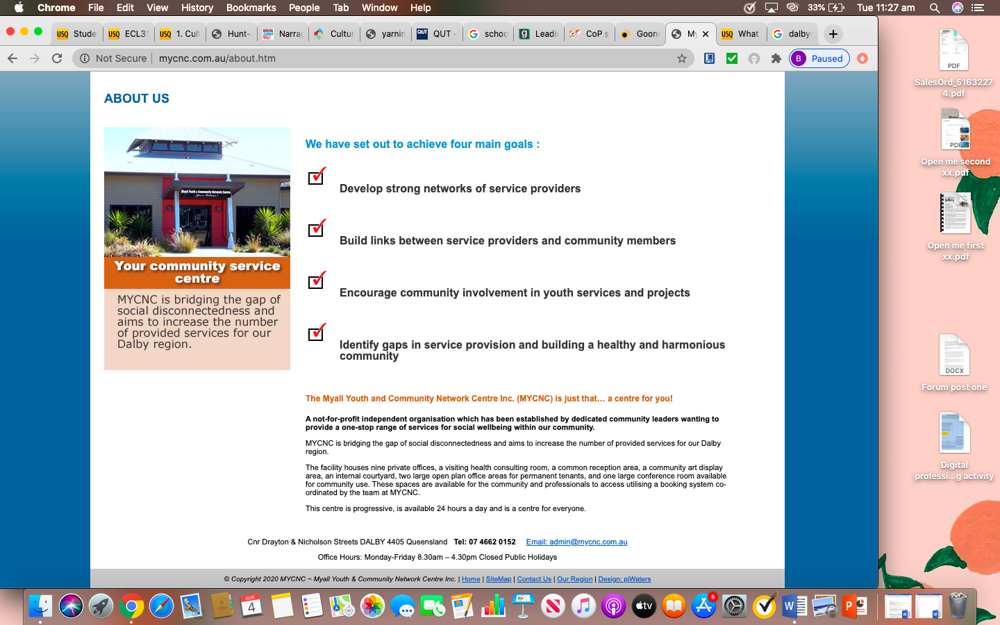 Chrome File Edit View History Bookmarks People Tab Window Help 33% Tue 11:27 am
USQ Stude USQ ECL31 USQ 1. Cul Hunt- Narra Cultur yarnin QUT QUT - schoo Leadi CoP s Goon My USQ What dalby
Not Secure mycnc.com.au/about.htm B Paused
ABOUT US
Myall Youth & Community Network Centre
Your community service
centre
MYCNC is bridging the gap of
social disconnectedness and
aims to increase the number
of provided services for our
Dalby region.
We have set out to achieve four main goals :
Develop strong networks of service providers
Build links between service providers and community members
Encourage community involvement in youth services and projects
Identify gaps in service provision and building a healthy and harmonious
community
The Myall Youth and Community Network Centre Inc. (MYCNC) is just that... a centre for you!
A not-for-profit independent organisation which has been established by dedicated community leaders wanting to
provide a one-stop range of services for social wellbeing within our community.
MYCNC is bridging the gap of social disconnectedness and aims to increase the number of provided services for our Dalby
region.
The facility houses nine private offices, a visiting health consulting room, a common reception area, a community art display
area, an internal courtyard, two large open plan office areas for permanent tenants, and one large conference room available
for community use. These spaces are available for the community and professionals to access utilising a booking system co-
ordinated by the team at MYCNC.
This centre is progressive, is available 24 hours a day and is a centre for everyone.
Cnr Drayton & Nicholson Streets DALBY 4405 Queensland Tel: 07 4662 0152 Email: admin@mycnc.com.au
Office Hours: Monday-Friday 8.30am – 4.30pm Closed Public Holidays
© Copyright 2020 MYCNC ~ Myall Youth & Community Network Centre Inc. | Home | SiteMap | Contact Us | Our Region | Design: pjWaters
PDF
SalesOrd_5163227
4.pdf
PDF
Open me second
xx.pdf
Open me first
xx.pdf
DOCX
Forum post one
Digital
professi...g activity
AUG
4
tv
6